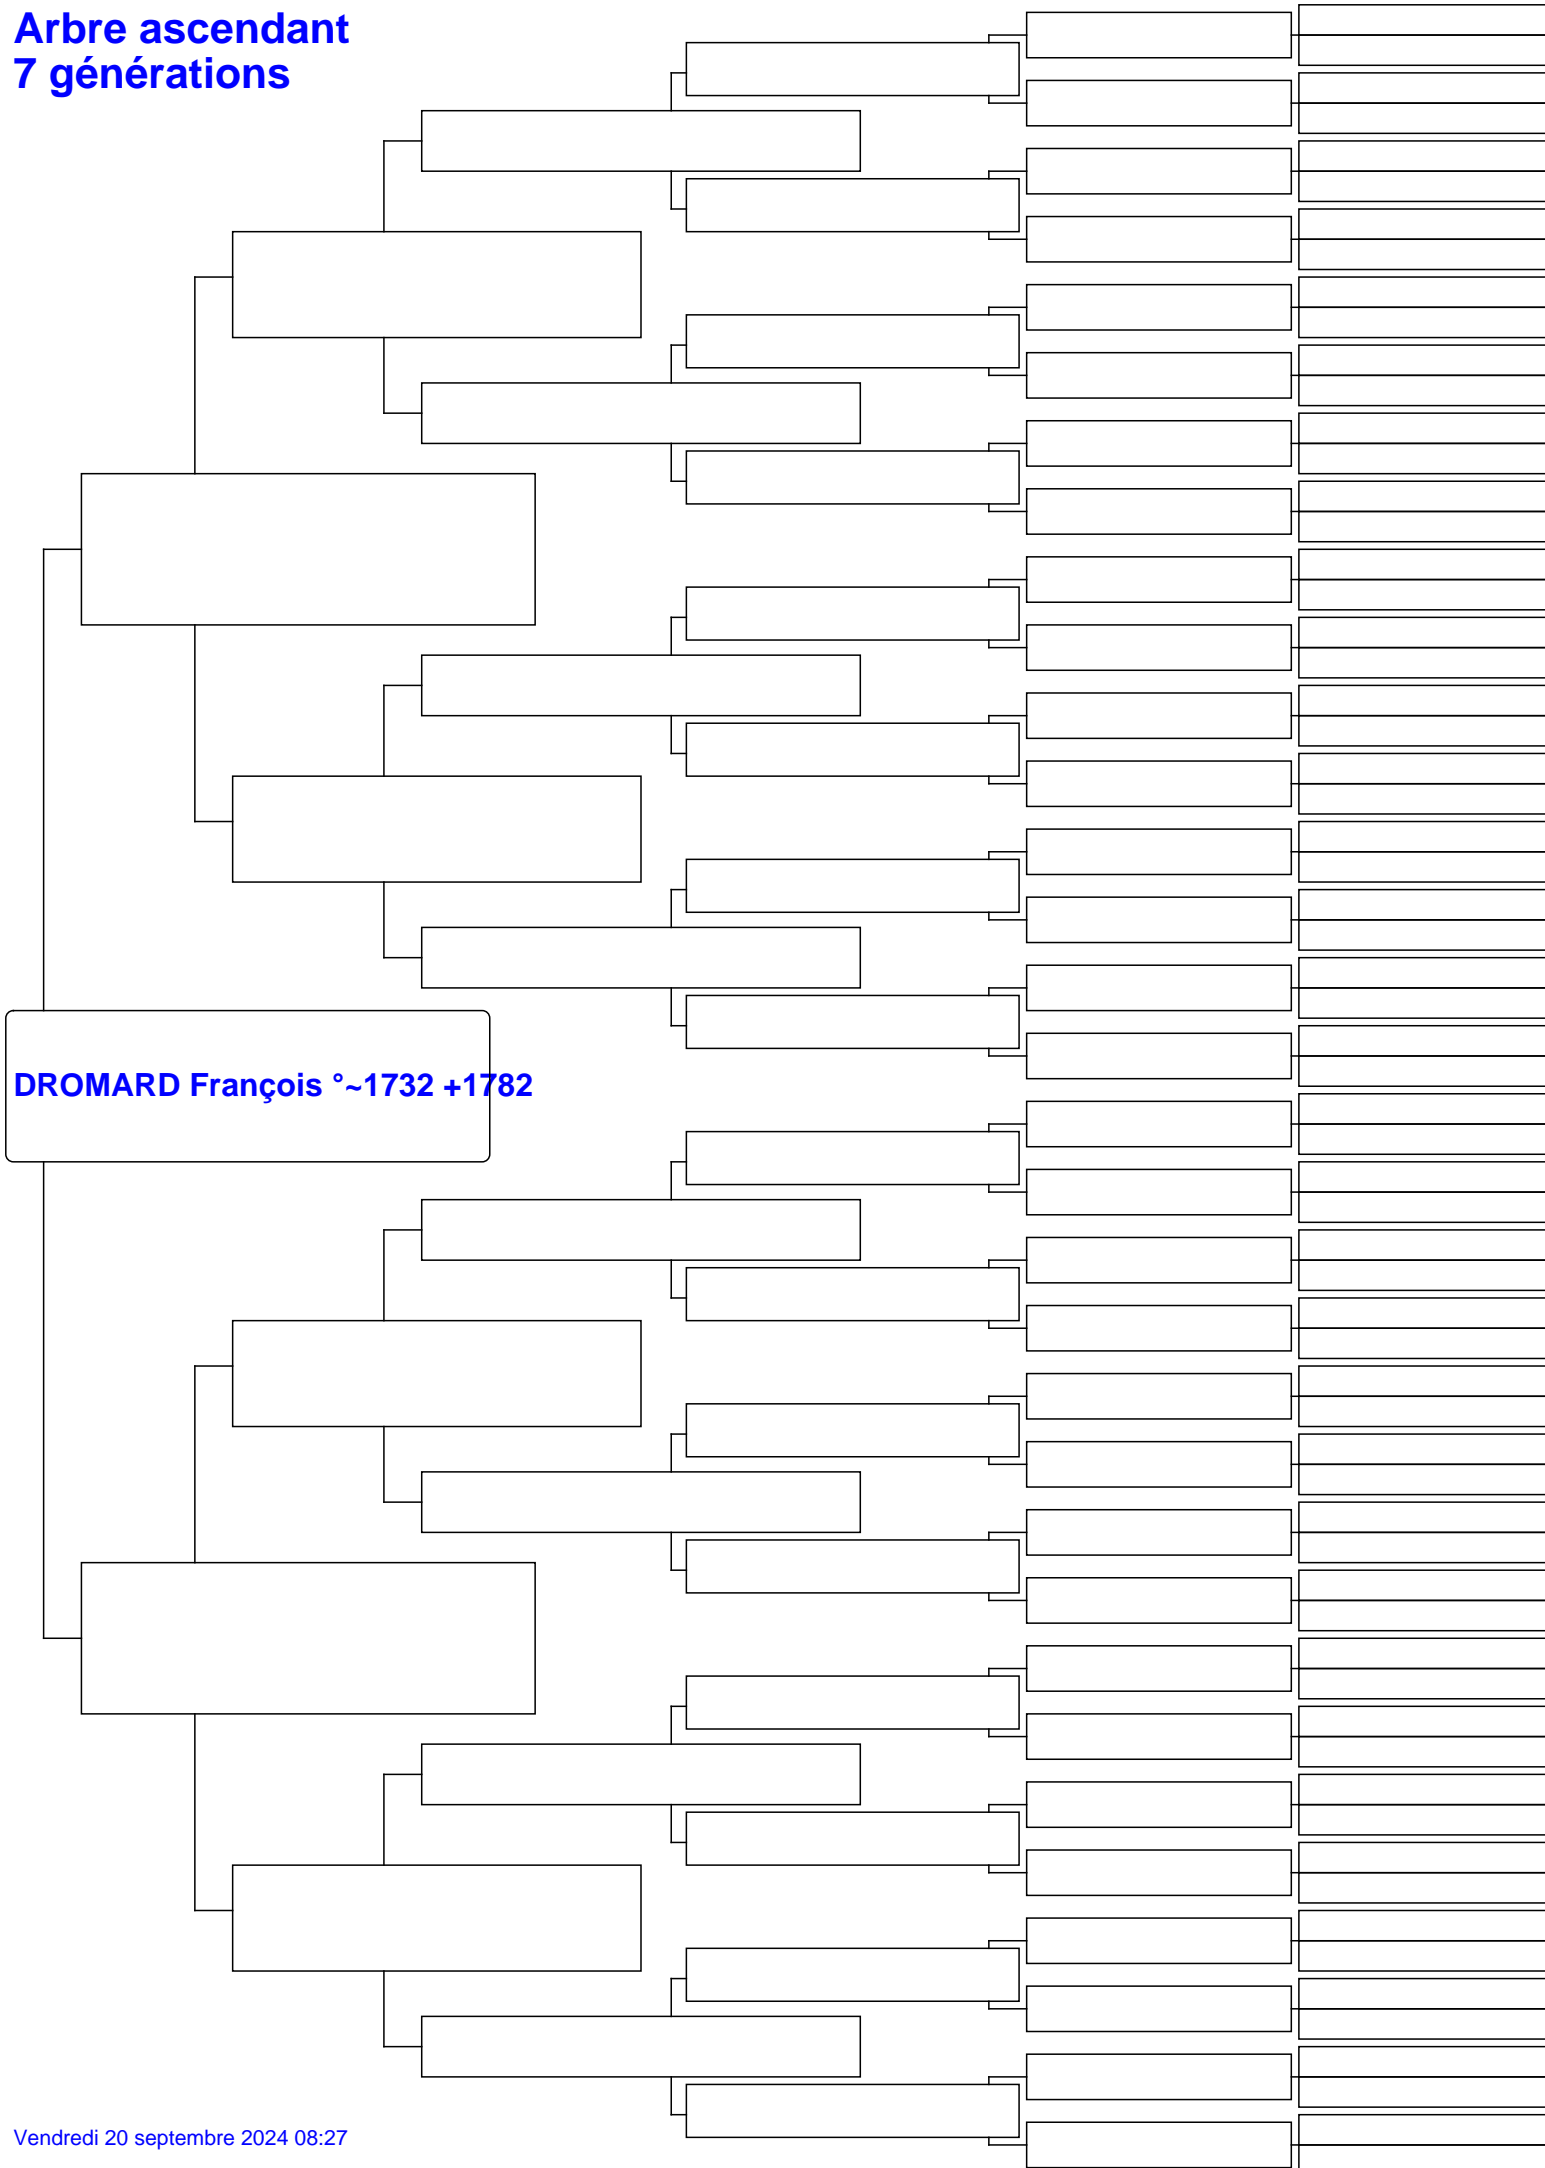 Arbre ascendant
7 générations
DROMARD François °~1732 +1782
Vendredi 20 septembre 2024 08:27